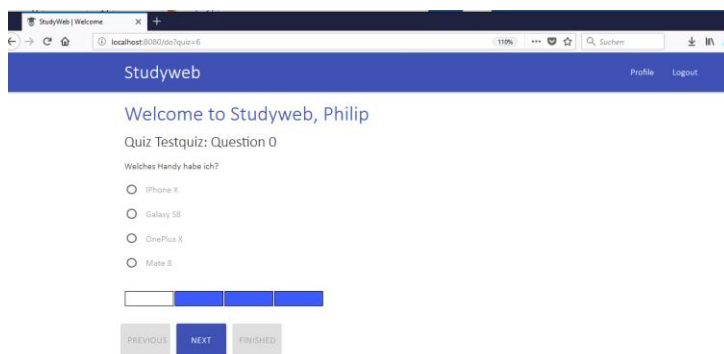 StudyWeb | Welcome
localhost:8080/do?quiz=6
110%
Suchen
Studyweb
Profile
Logout
Welcome to Studyweb, Philip
Quiz Testquiz: Question 0
Welches Handy habe ich?
IPhone X
Galaxy S8
OnePlus X
Mate 8
PREVIOUS
NEXT
FINISHED